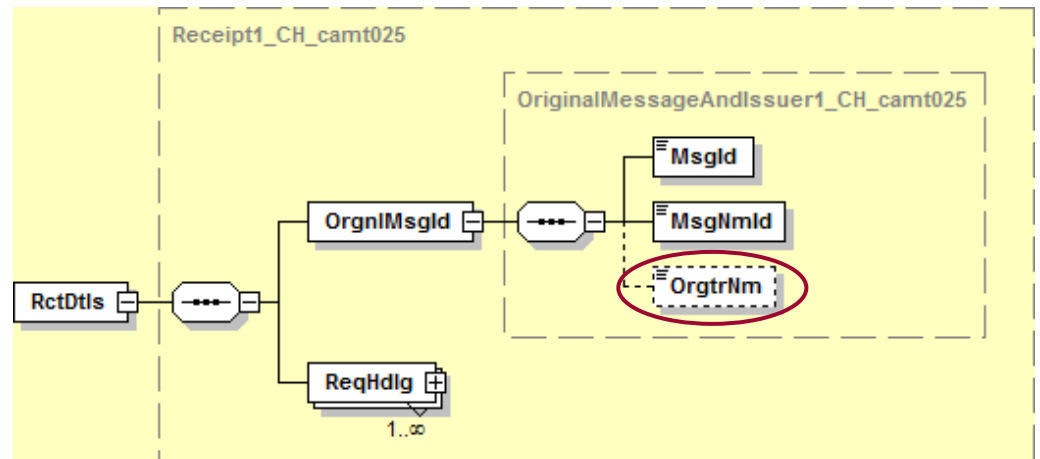 Receipt1_CH_camt025
OriginalMessageAndIssuer1_CH_camt025
MsgId
OrgnlMsgId
MsgNmId
OrgtrNm
RctDtls
ReqHdlg
1..∞